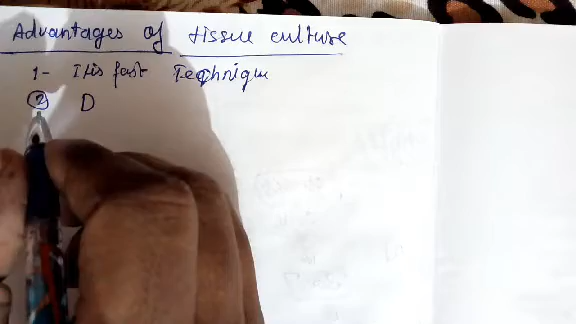 Advantages of tissue culture
1- It is fast Technique
② D